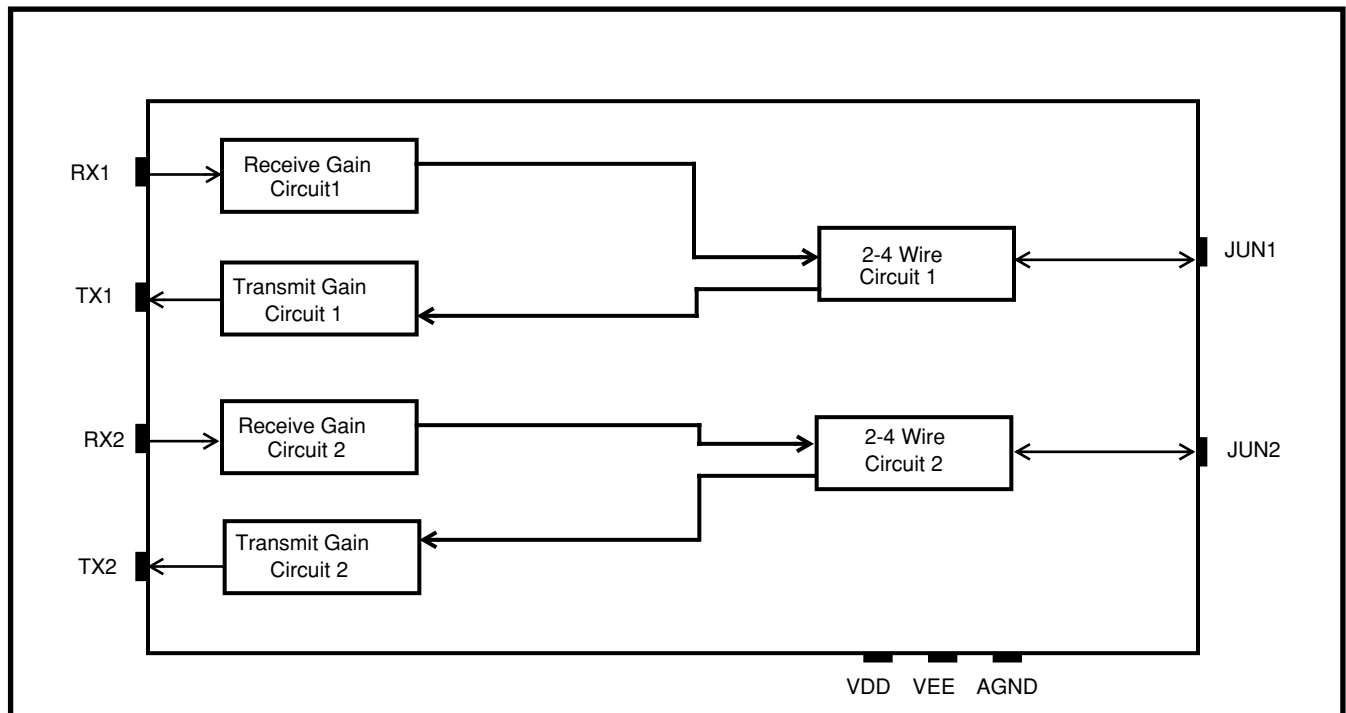 RX1
Receive Gain
Circuit1
TX1
Transmit Gain
Circuit 1
2-4 Wire
Circuit 1
JUN1
RX2
Receive Gain
Circuit 2
TX2
Transmit Gain
Circuit 2
2-4 Wire
Circuit 2
JUN2
VDD VEE AGND